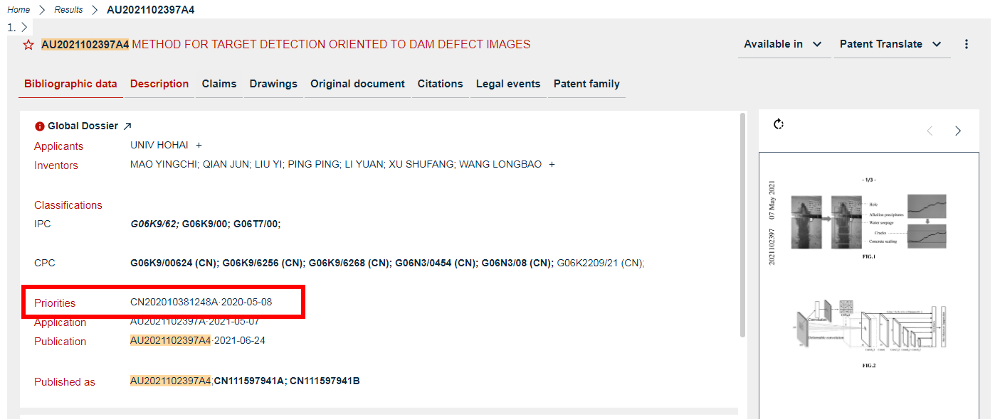 Home > Results > AU2021102397A4
1. >
AU2021102397A4 METHOD FOR TARGET DETECTION ORIENTED TO DAM DEFECT IMAGES
Available in
Patent Translate
Bibliographic data Description Claims Drawings Original document Citations Legal events Patent family
Global Dossier
Applicants UNIV HOHAI +
Inventors MAO YINGCHI; QIAN JUN; LIU YI; PING PING; LI YUAN; XU SHUFANG; WANG LONGBAO +
Classifications
IPC G06K9/62; G06K9/00; G06T7/00;
CPC G06K9/00624 (CN); G06K9/6256 (CN); G06K9/6268 (CN); G06N3/0454 (CN); G06N3/08 (CN); G06K2209/21 (CN);
Priorities CN202010381248A·2020-05-08
Application AU2021102397A·2021-05-07
Publication AU2021102397A4·2021-06-24
Published as AU2021102397A4;CN111597941A; CN111597941B
2021102397 07 May 2021
- 1/3 -
Hole
Alkaline precipitates
Water seepage
Cracks
Concrete scaling
FIG.1
Convolution
Deformable convolution
FIG.2